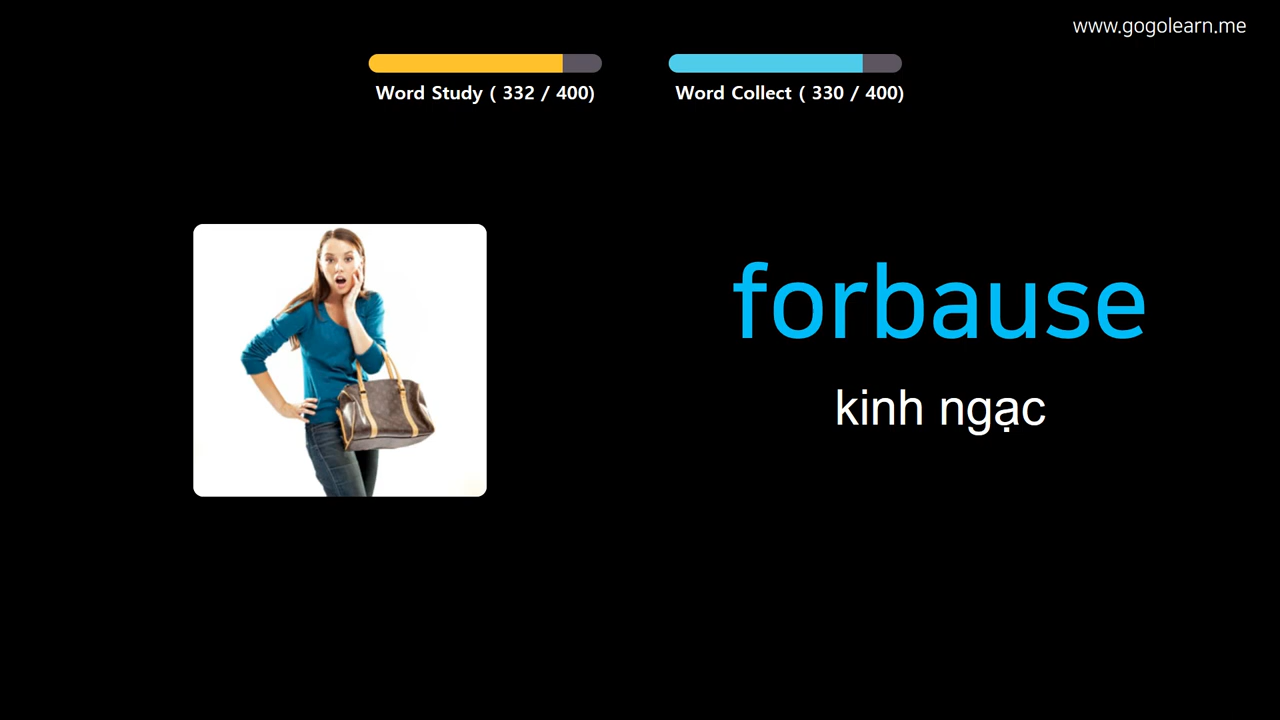 www.gogolearn.me
Word Study ( 332 / 400)
Word Collect ( 330 / 400)
forbause
kinh ngạc